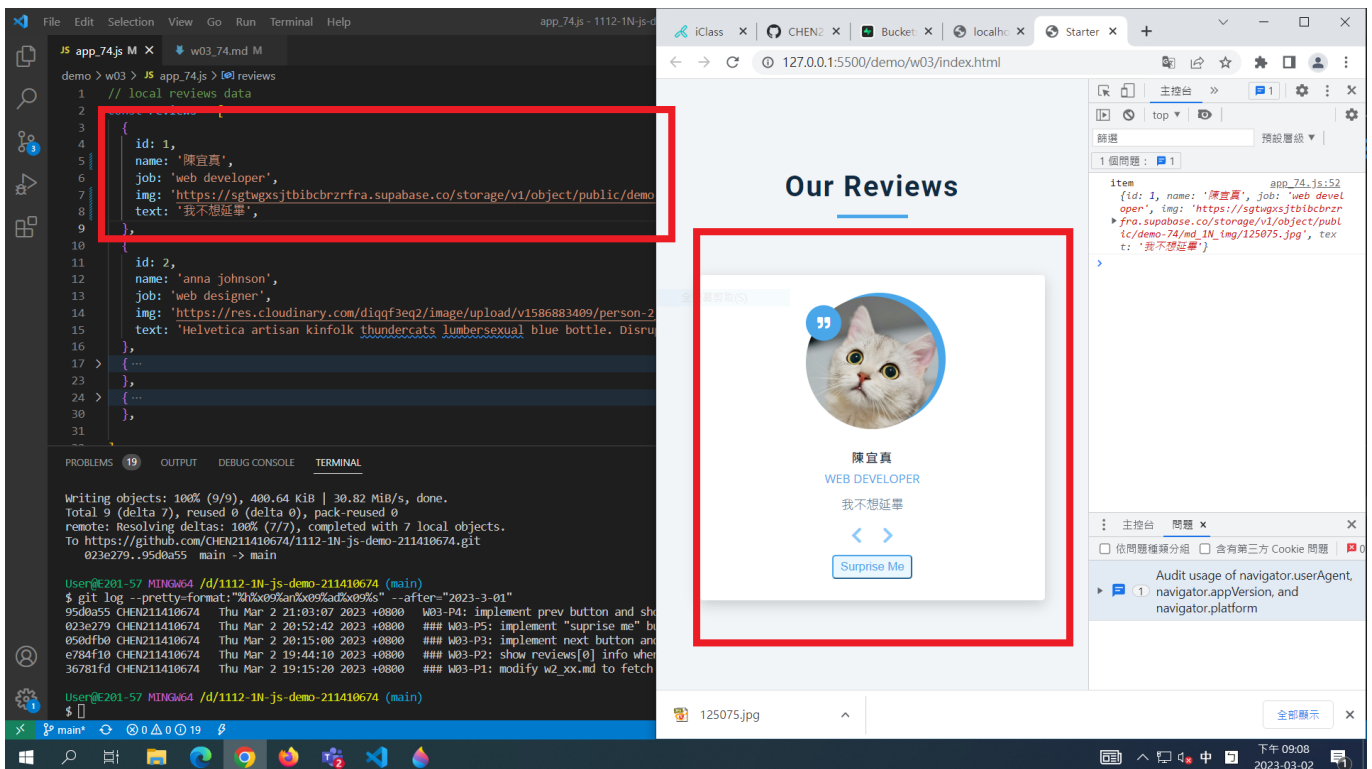 File Edit Selection View Go Run Terminal Help
app_74.js - 1112-1N-js-d
JS app_74.js M
w03_74.md M
demo > w03 > JS app_74.js > reviews
1 // local reviews data
2 const reviews = [
3 {
4 id: 1,
5 name: '陳宜真',
6 job: 'web developer',
7 img: 'https://sgtwgxsjtbibcbrzrfra.supabase.co/storage/v1/object/public/demo
8 text: '我不想延畢',
9 },
10 {
11 id: 2,
12 name: 'anna johnson',
13 job: 'web designer',
14 img: 'https://res.cloudinary.com/diqqf3eq2/image/upload/v1586883409/person-2
15 text: 'Helvetica artisan kinfolk thundercats lumbersexual blue bottle. Disru
16 },
17 > { ...
23 },
24 > { ...
30 },
31
PROBLEMS 19 OUTPUT DEBUG CONSOLE TERMINAL
Writing objects: 100% (9/9), 400.64 KiB | 30.82 MiB/s, done.
Total 9 (delta 7), reused 0 (delta 0), pack-reused 0
remote: Resolving deltas: 100% (7/7), completed with 7 local objects.
To https://github.com/CHEN211410674/1112-1N-js-demo-211410674.git
023e279..95d0a55 main -> main
User@E201-57 MINGW64 /d/1112-1N-js-demo-211410674 (main)
$ git log --pretty=format:"%h%x09%an%x09%ad%x09%s" --after="2023-3-01"
95d0a55 CHEN211410674 Thu Mar 2 21:03:07 2023 +0800 W03-P4: implement prev button and sho
023e279 CHEN211410674 Thu Mar 2 20:52:42 2023 +0800 ### W03-P5: implement "suprise me" bu
050dfb0 CHEN211410674 Thu Mar 2 20:15:00 2023 +0800 ### W03-P3: implement next button and
e784f10 CHEN211410674 Thu Mar 2 19:44:10 2023 +0800 ### W03-P2: show reviews[0] info when
36781fd CHEN211410674 Thu Mar 2 19:15:20 2023 +0800 ### W03-P1: modify w2_xx.md to fetch
User@E201-57 MINGW64 /d/1112-1N-js-demo-211410674 (main)
$
main* 0 0 19
3
1
iClass
CHEN2
Bucket
localho
Starter
127.0.0.1:5500/demo/w03/index.html
Our Reviews
陳宜真
WEB DEVELOPER
我不想延畢
Surprise Me
主控台
1
top
篩選
預設層級
1 個問題： 1
item app_74.js:52
{id: 1, name: '陳宜真', job: 'web devel
oper', img: 'https://sgtwgxsjtbibcbrzr
fra.supabase.co/storage/v1/object/publ
ic/demo-74/md_1N_img/125075.jpg', tex
t: '我不想延畢'}
主控台 問題
依問題種類分組 含有第三方 Cookie 問題 0
1 Audit usage of navigator.userAgent,
navigator.appVersion, and
navigator.platform
125075.jpg
全部顯示
中
下午 09:08
2023-03-02